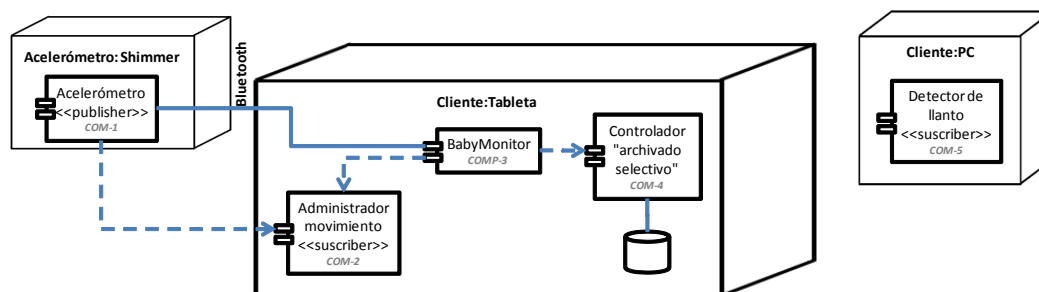 Acelerómetro:Shimmer
Acelerómetro
<<publisher>>
COM-1
Bluetooth
Cliente:Tableta
BabyMonitor
COMP-3
Controlador
"archivado
selectivo"
COM-4
Administrador
movimiento
<<suscriber>>
COM-2
Cliente:PC
Detector de
llanto
<<suscriber>>
COM-5